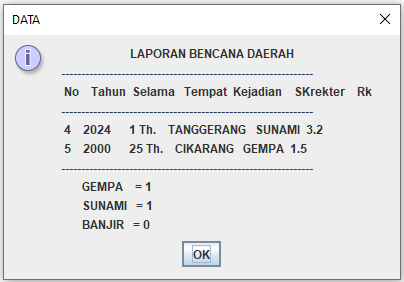 DATA
LAPORAN BENCANA DAERAH
------------------------------------------------------------
No Tahun Selama Tempat Kejadian SKrekter Rk
------------------------------------------------------------
4 2024 1 Th. TANGGERANG SUNAMI 3.2
5 2000 25 Th. CIKARANG GEMPA 1.5
------------------------------------------------------------
GEMPA = 1
SUNAMI = 1
BANJIR = 0
OK